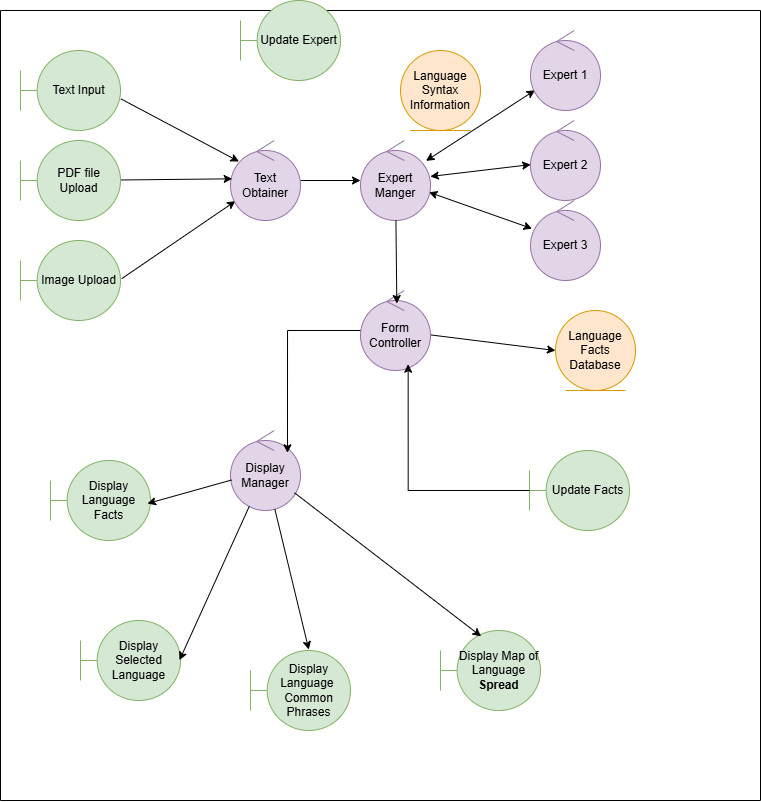 Update Expert
Text Input
Language
Syntax
Information
Expert 1
PDF file
Upload
Text
Obtainer
Expert
Manger
Expert 2
Expert 3
Image Upload
Form
Controller
Language
Facts
Database
Display
Manager
Display
Language
Facts
Update Facts
Display
Selected
Language
Display
Language
Common
Phrases
Display Map of
Language
Spread